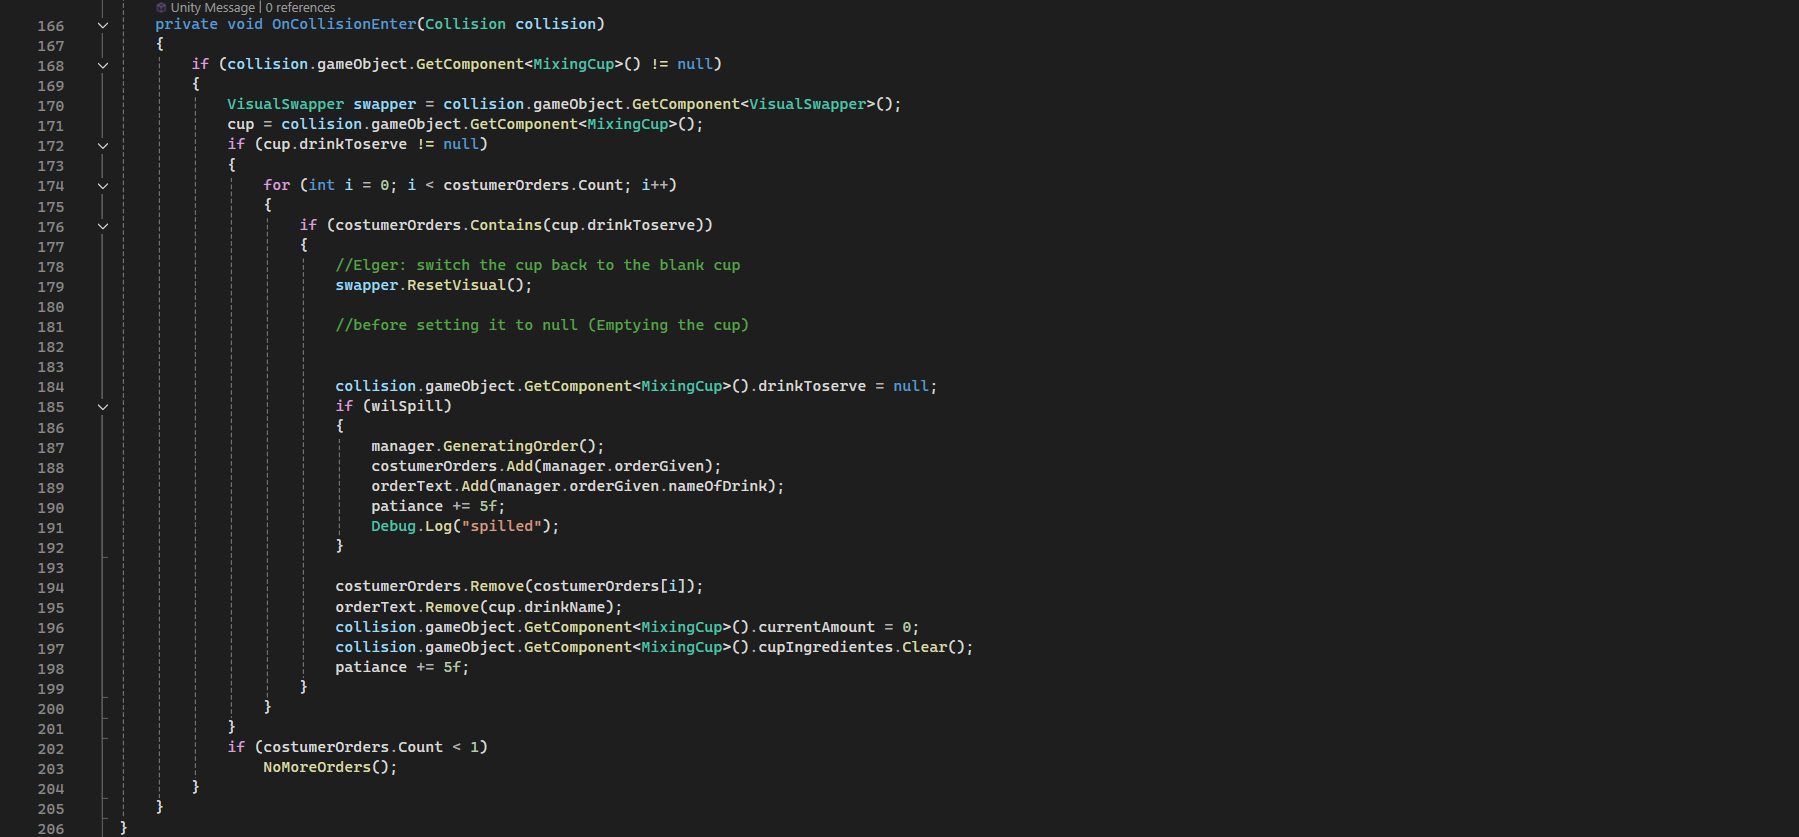 Unity Message | 0 references
166 private void OnCollisionEnter(Collision collision)
167 {
168 if (collision.gameObject.GetComponent<MixingCup>() != null)
169 {
170 VisualSwapper swapper = collision.gameObject.GetComponent<VisualSwapper>();
171 cup = collision.gameObject.GetComponent<MixingCup>();
172 if (cup.drinkToserve != null)
173 {
174 for (int i = 0; i < costumerOrders.Count; i++)
175 {
176 if (costumerOrders.Contains(cup.drinkToserve))
177 {
178 //Elger: switch the cup back to the blank cup
179 swapper.ResetVisual();
180
181 //before setting it to null (Emptying the cup)
182
183
184 collision.gameObject.GetComponent<MixingCup>().drinkToserve = null;
185 if (wilSpill)
186 {
187 manager.GeneratingOrder();
188 costumerOrders.Add(manager.orderGiven);
189 orderText.Add(manager.orderGiven.nameOfDrink);
190 patiance += 5f;
191 Debug.Log("spilled");
192 }
193
194 costumerOrders.Remove(costumerOrders[i]);
195 orderText.Remove(cup.drinkName);
196 collision.gameObject.GetComponent<MixingCup>().currentAmount = 0;
197 collision.gameObject.GetComponent<MixingCup>().cupIngredientes.Clear();
198 patiance += 5f;
199 }
200 }
201 }
202 if (costumerOrders.Count < 1)
203 NoMoreOrders();
204 }
205 }
206 }